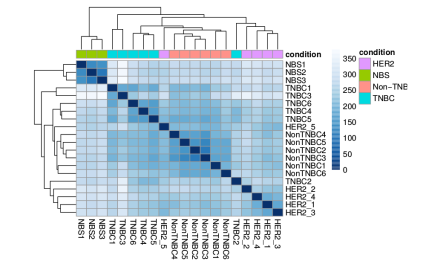 condition
NBS1
NBS2
NBS3
TNBC1
TNBC3
TNBC6
TNBC4
TNBC5
HER2_5
NonTNBC4
NonTNBC5
NonTNBC2
NonTNBC3
NonTNBC1
NonTNBC6
TNBC2
HER2_2
HER2_4
HER2_1
HER2_3
350
300
250
200
150
100
50
0
condition
HER2
NBS
Non-TNE
TNBC
NBS1
NBS2
NBS3
TNBC1
TNBC3
TNBC6
TNBC4
TNBC5
HER2_5
NonTNBC4
NonTNBC5
NonTNBC2
NonTNBC3
NonTNBC1
NonTNBC6
TNBC2
HER2_2
HER2_4
HER2_1
HER2_3